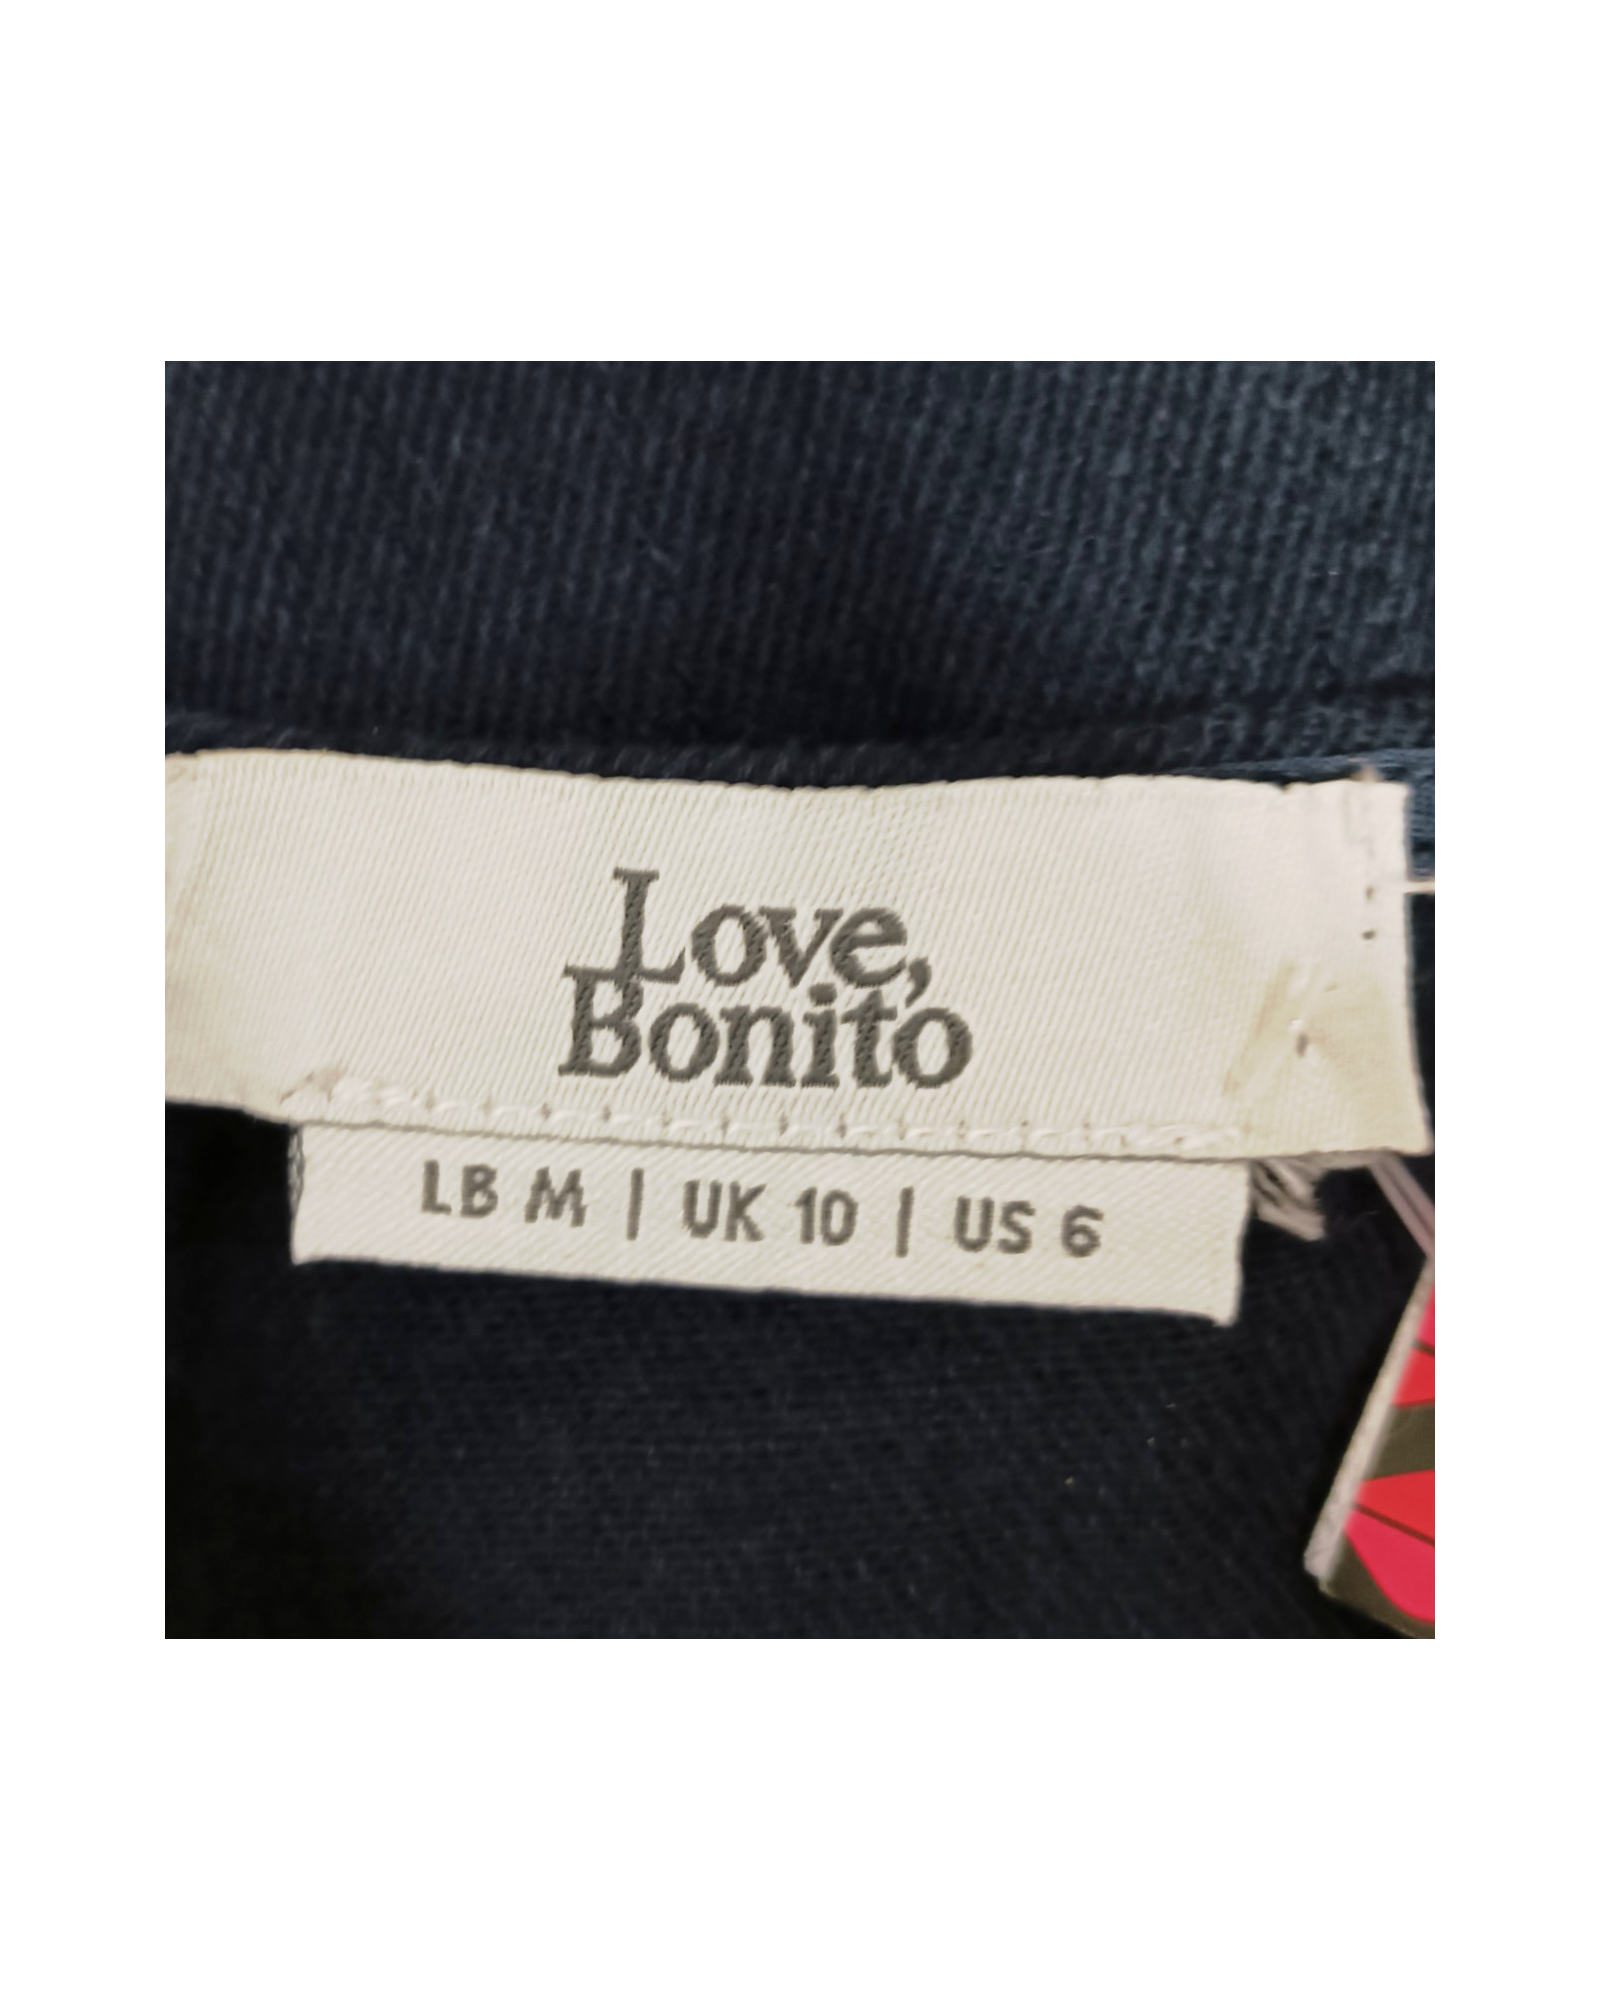 Love,
Bonito
LB M | UK 10 | US 6